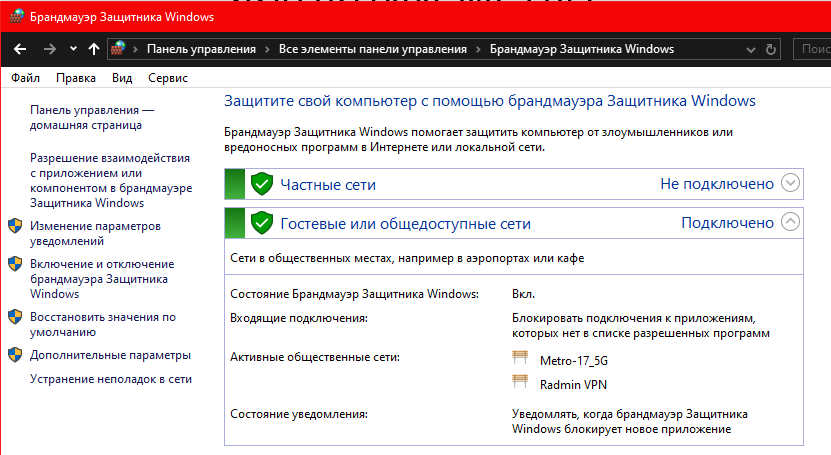 Брандмауэр Защитника Windows
Панель управления
Все элементы панели управления
Брандмауэр Защитника Windows
Поис
Файл Правка Вид Сервис
Панель управления —
домашняя страница
Разрешение взаимодействия
с приложением или
компонентом в брандмауэре
Защитника Windows
Изменение параметров
уведомлений
Включение и отключение
брандмауэра Защитника
Windows
Восстановить значения по
умолчанию
Дополнительные параметры
Устранение неполадок в сети
Защитите свой компьютер с помощью брандмауэра Защитника Windows
Брандмауэр Защитника Windows помогает защитить компьютер от злоумышленников или
вредоносных программ в Интернете или локальной сети.
Частные сети Не подключено
Гостевые или общедоступные сети Подключено
Сети в общественных местах, например в аэропортах или кафе
Состояние Брандмауэр Защитника Windows: Вкл.
Входящие подключения: Блокировать подключения к приложениям,
которых нет в списке разрешенных программ
Активные общественные сети: Metro-17_5G
Radmin VPN
Состояние уведомления: Уведомлять, когда брандмауэр Защитника
Windows блокирует новое приложение